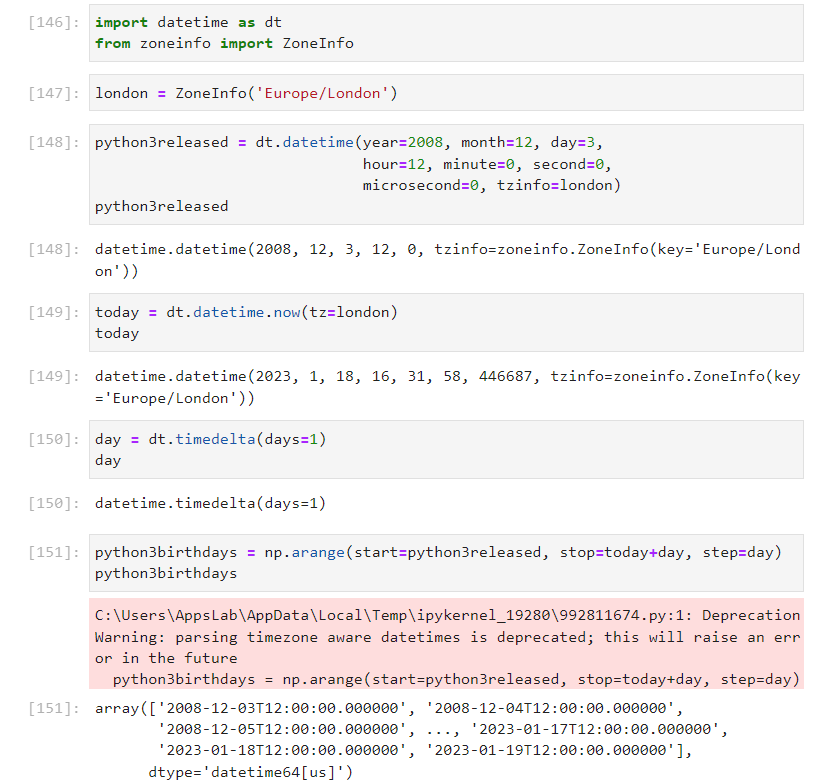 [146]: import datetime as dt
from zoneinfo import ZoneInfo
[147]: london = ZoneInfo('Europe/London')
[148]: python3released = dt.datetime(year=2008, month=12, day=3,
                              hour=12, minute=0, second=0,
                              microsecond=0, tzinfo=london)
python3released
[148]: datetime.datetime(2008, 12, 3, 12, 0, tzinfo=zoneinfo.ZoneInfo(key='Europe/Lond
on'))
[149]: today = dt.datetime.now(tz=london)
today
[149]: datetime.datetime(2023, 1, 18, 16, 31, 58, 446687, tzinfo=zoneinfo.ZoneInfo(key
='Europe/London'))
[150]: day = dt.timedelta(days=1)
day
[150]: datetime.timedelta(days=1)
[151]: python3birthdays = np.arange(start=python3released, stop=today+day, step=day)
python3birthdays
C:\Users\AppsLab\AppData\Local\Temp\ipykernel_19280\992811674.py:1: Deprecation
Warning: parsing timezone aware datetimes is deprecated; this will raise an err
or in the future
  python3birthdays = np.arange(start=python3released, stop=today+day, step=day)
[151]: array(['2008-12-03T12:00:00.000000', '2008-12-04T12:00:00.000000',
       '2008-12-05T12:00:00.000000', ..., '2023-01-17T12:00:00.000000',
       '2023-01-18T12:00:00.000000', '2023-01-19T12:00:00.000000'],
      dtype='datetime64[us]')